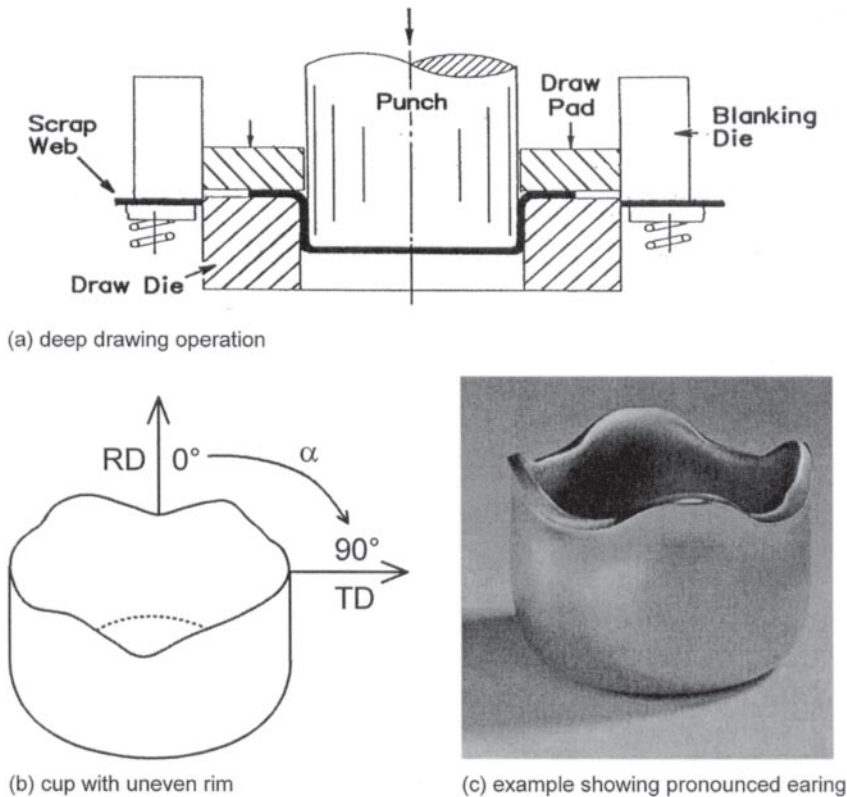 Punch
Draw
Pad
Blanking
Die
Scrap
Web
Draw Die
(a) deep drawing operation
RD 0° α
90°
TD
(b) cup with uneven rim
(c) example showing pronounced earing